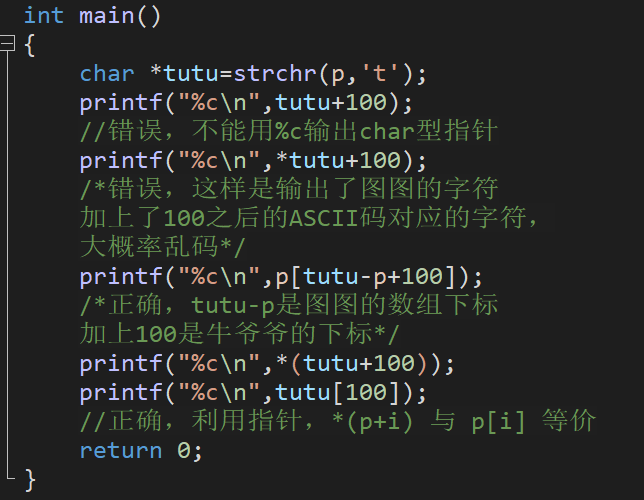 int main()
{
char *tutu=strchr(p,'t');
printf("%c\n",tutu+100);
//错误，不能用%c输出char型指针
printf("%c\n",*tutu+100);
/*错误，这样是输出了图图的字符
加上了100之后的ASCII码对应的字符，
大概率乱码*/
printf("%c\n",p[tutu-p+100]);
/*正确，tutu-p是图图的数组下标
加上100是牛爷爷的下标*/
printf("%c\n",*(tutu+100));
printf("%c\n",tutu[100]);
//正确，利用指针，*(p+i) 与 p[i] 等价
return 0;
}